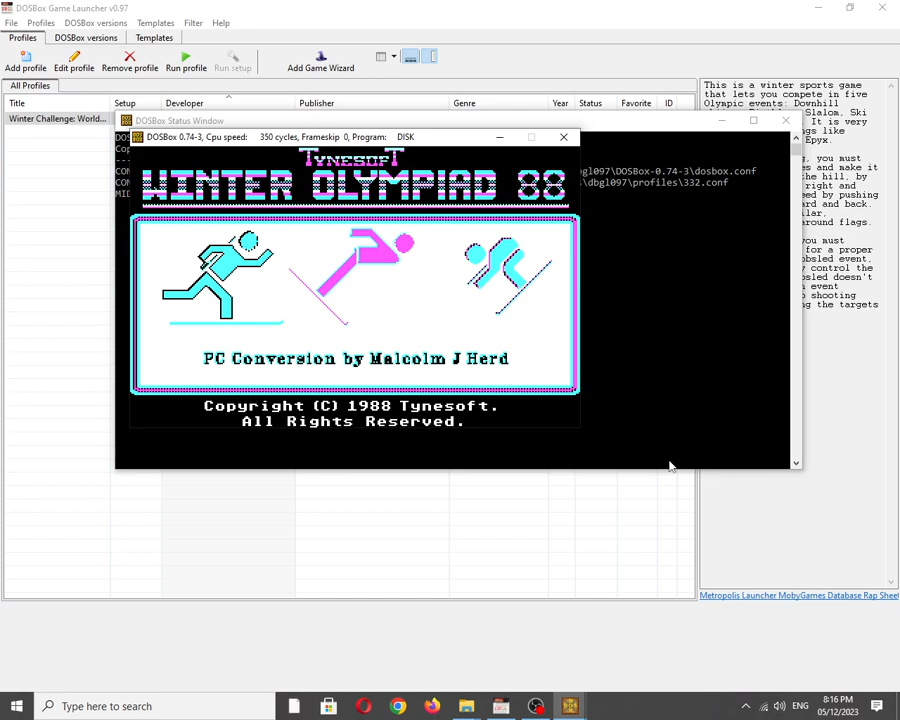 DOSBox Game Launcher v0.97
File Profiles DOSBox versions Templates Filter Help
Profiles DOSBox versions Templates
Add profile Edit profile Remove profile Run profile Run setup Add Game Wizard
All Profiles
Title Setup Developer Publisher Genre Year Status Favorite ID
Winter Challenge: World...
DOSBox Status Window
DOSBox 0.74-3, Cpu speed: 350 cycles, Frameskip 0, Program: DISK
bgl097\DOSBox-0.74-3\dosbox.conf
\dbgl097\profiles\332.conf
TYNESOFT
WINTER OLYMPIAD 88
PC Conversion by Malcolm J Herd
Copyright (C) 1988 Tynesoft.
All Rights Reserved.
This is a winter sports game
that lets you compete in five
Olympic events: Downhill
Slalom, Ski
. It is very
ings like
Epyx.
g, you must
es and make it
the hill, by
right and
eed by pushing
ard and back.
ilar,
around flags.
you must
for a proper
obsled event,
y control the
bsled doesn't
n event
o shooting
ng the targets
Metropolis Launcher MobyGames Database Rap Sheet
Type here to search
ENG
8:16 PM
05/12/2023